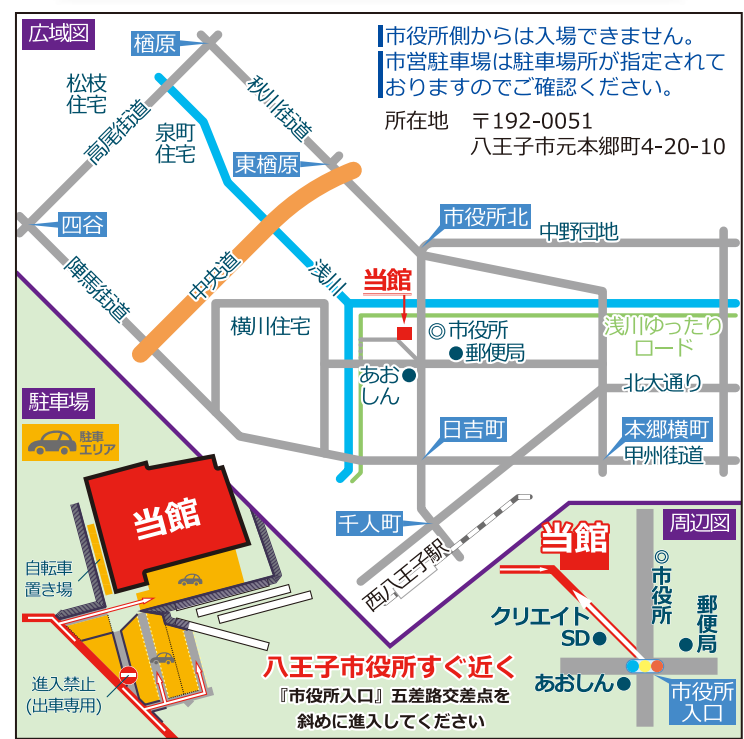 広域図
楢原
市役所側からは入場できません。
市営駐車場は駐車場所が指定されて
おりますのでご確認ください。
所在地 〒192-0051
八王子市元本郷町4-20-10
松枝
住宅
高尾街道
泉町
住宅
秋川街道
東楢原
四谷
市役所北
中野団地
陣馬街道
中央道
浅川
当館
横川住宅
◎市役所
郵便局
浅川ゆったり
ロード
あおしん
北大通り
日吉町
本郷横町
甲州街道
千人町
西八王子駅
駐車場
駐車
エリア
当館
自転車
置き場
進入禁止
(出車専用)
八王子市役所すぐ近く
『市役所入口』五差路交差点を
斜めに進入してください
周辺図
当館
◎市役所
郵便局
クリエイト
SD
あおしん
市役所
入口